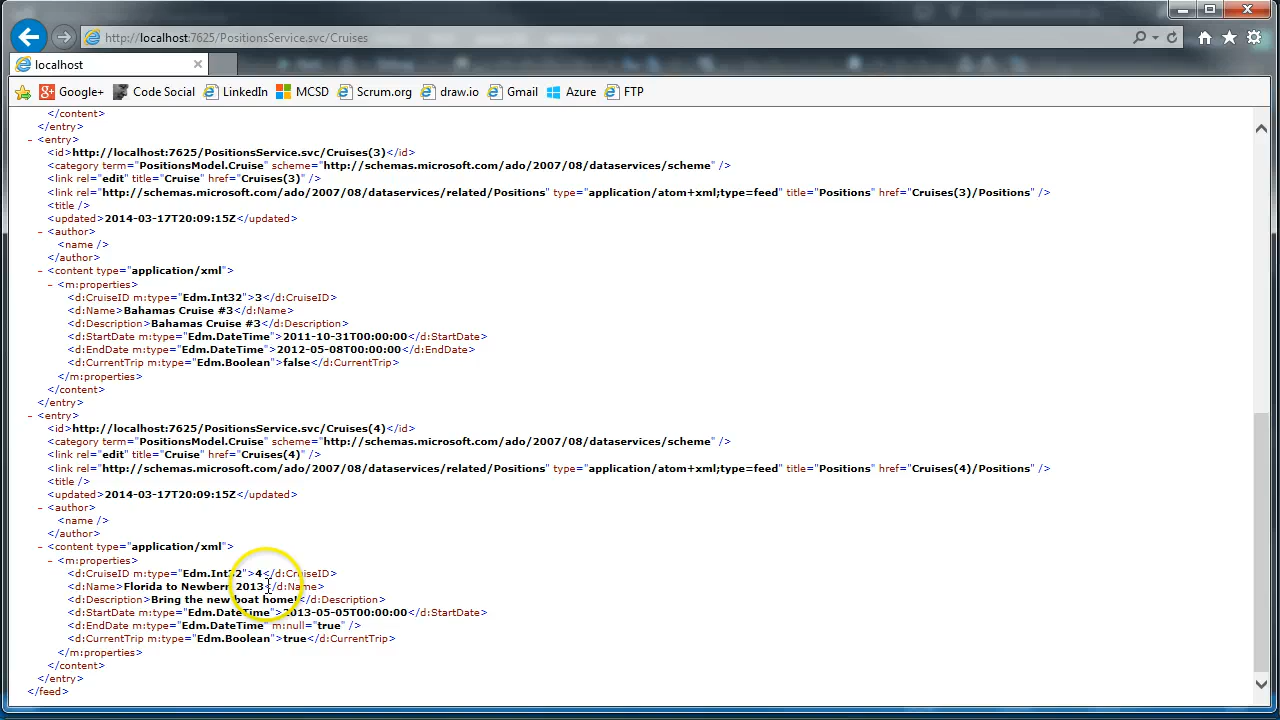 http://localhost:7625/PositionsService.svc/Cruises
localhost
Google+ Code Social LinkedIn MCSD Scrum.org draw.io Gmail Azure FTP
</content>
</entry>
- <entry>
<id>http://localhost:7625/PositionsService.svc/Cruises(3)</id>
<category term="PositionsModel.Cruise" scheme="http://schemas.microsoft.com/ado/2007/08/dataservices/scheme" />
<link rel="edit" title="Cruise" href="Cruises(3)" />
<link rel="http://schemas.microsoft.com/ado/2007/08/dataservices/related/Positions" type="application/atom+xml;type=feed" title="Positions" href="Cruises(3)/Positions" />
<title />
<updated>2014-03-17T20:09:15Z</updated>
- <author>
<name />
</author>
- <content type="application/xml">
- <m:properties>
<d:CruiseID m:type="Edm.Int32">3</d:CruiseID>
<d:Name>Bahamas Cruise #3</d:Name>
<d:Description>Bahamas Cruise #3</d:Description>
<d:StartDate m:type="Edm.DateTime">2011-10-31T00:00:00</d:StartDate>
<d:EndDate m:type="Edm.DateTime">2012-05-08T00:00:00</d:EndDate>
<d:CurrentTrip m:type="Edm.Boolean">false</d:CurrentTrip>
</m:properties>
</content>
</entry>
- <entry>
<id>http://localhost:7625/PositionsService.svc/Cruises(4)</id>
<category term="PositionsModel.Cruise" scheme="http://schemas.microsoft.com/ado/2007/08/dataservices/scheme" />
<link rel="edit" title="Cruise" href="Cruises(4)" />
<link rel="http://schemas.microsoft.com/ado/2007/08/dataservices/related/Positions" type="application/atom+xml;type=feed" title="Positions" href="Cruises(4)/Positions" />
<title />
<updated>2014-03-17T20:09:15Z</updated>
- <author>
<name />
</author>
- <content type="application/xml">
- <m:properties>
<d:CruiseID m:type="Edm.Int32">4</d:CruiseID>
<d:Name>Florida to Newbern 2013</d:Name>
<d:Description>Bring the new boat home!</d:Description>
<d:StartDate m:type="Edm.DateTime">2013-05-05T00:00:00</d:StartDate>
<d:EndDate m:type="Edm.DateTime" m:null="true" />
<d:CurrentTrip m:type="Edm.Boolean">true</d:CurrentTrip>
</m:properties>
</content>
</entry>
</feed>